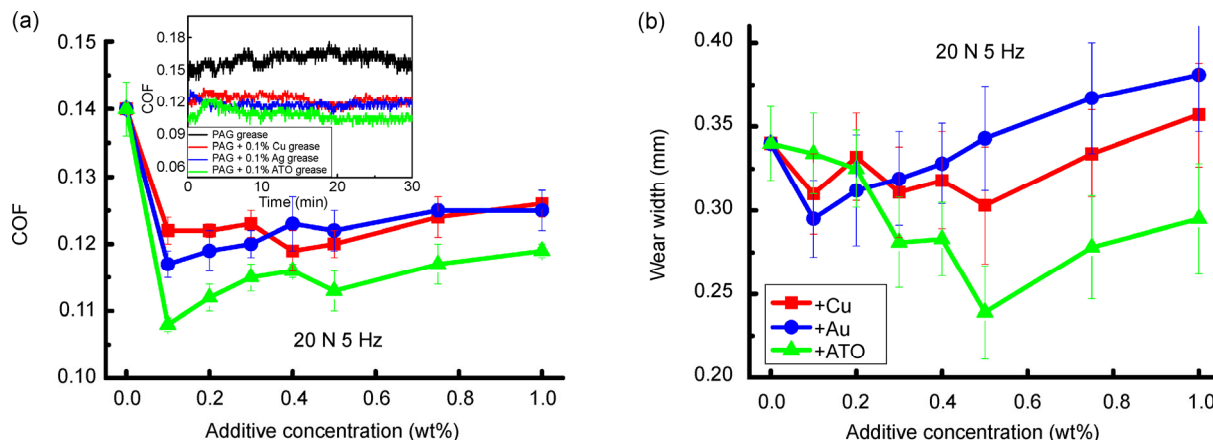 (a)
0.15
0.14
0.13
0.12
0.11
0.10
COF
0.0
0.2
0.4
0.6
0.8
1.0
Additive concentration (wt%)
20 N 5 Hz
0.18
0.15
0.12
0.09
0.06
COF
PAG grease
PAG + 0.1% Cu grease
PAG + 0.1% Ag grease
PAG + 0.1% ATO grease
0
10
20
30
Time (min)
(b)
20 N 5 Hz
0.40
0.35
0.30
0.25
0.20
Wear width (mm)
+Cu
+Au
+ATO
0.0
0.2
0.4
0.6
0.8
1.0
Additive concentration (wt%)